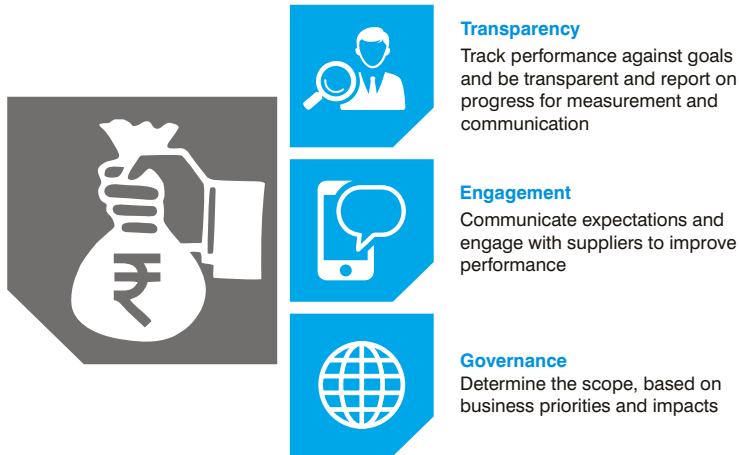 ₹
Transparency
Track performance against goals
and be transparent and report on
progress for measurement and
communication
Engagement
Communicate expectations and
engage with suppliers to improve
performance
Governance
Determine the scope, based on
business priorities and impacts